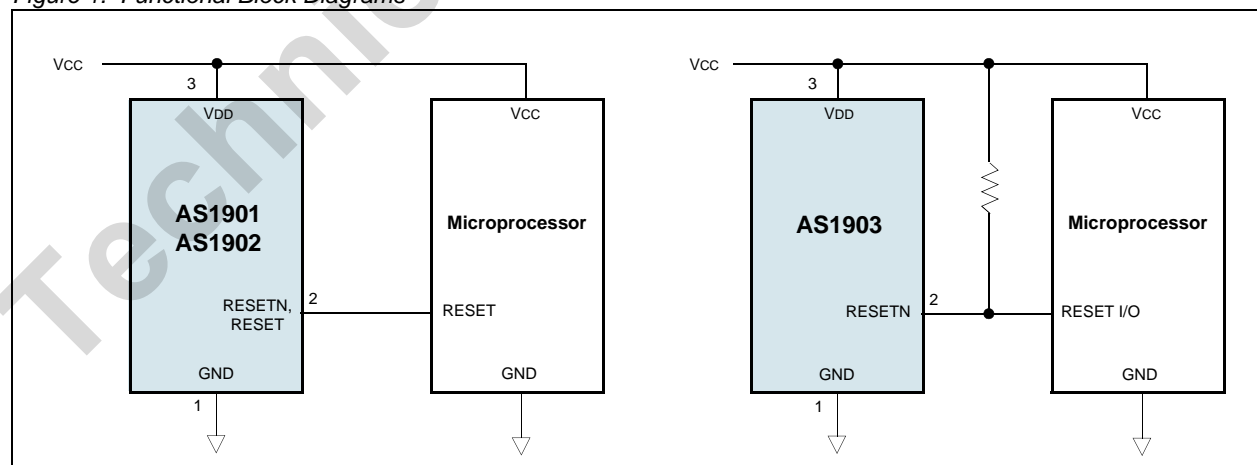 Figure 1. Functional Block Diagrams
Technic
VCC
3
VDD
VCC
AS1901
AS1902
Microprocessor
RESETN,
RESET
2
RESET
GND
GND
1
VCC
3
VDD
VCC
AS1903
Microprocessor
RESETN
2
RESET I/O
GND
GND
1